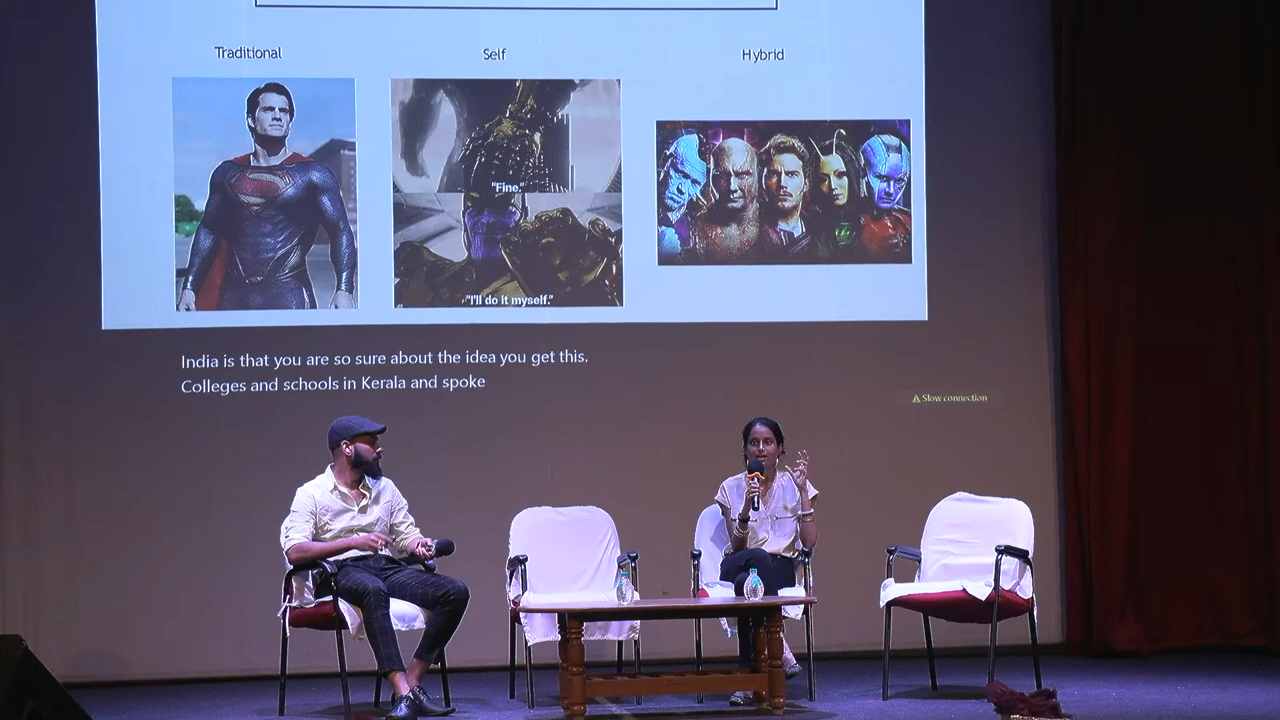 Traditional
Self
Hybrid
"Fine."
"I'll do it myself."
India is that you are so sure about the idea you get this.
Colleges and schools in Kerala and spoke
Slow connection